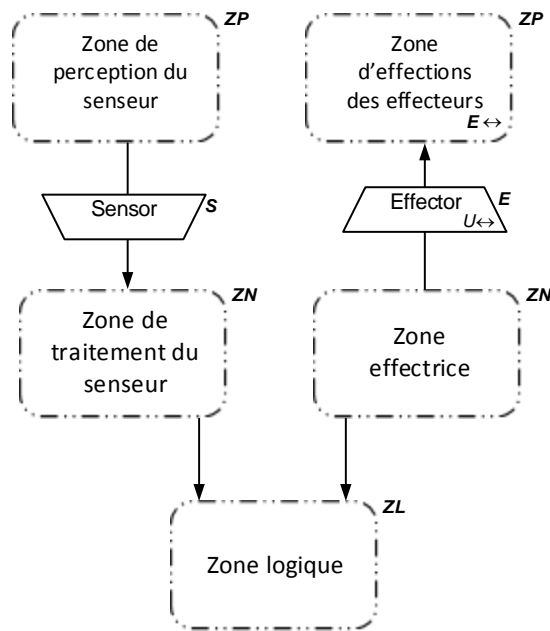 ZP
Zone de
perception du
senseur
ZP
Zone
d'effections
des effecteurs
E ↔
Sensor
S
Effector
E
U↔
ZN
Zone de
traitement du
senseur
ZN
Zone
effectrice
ZL
Zone logique